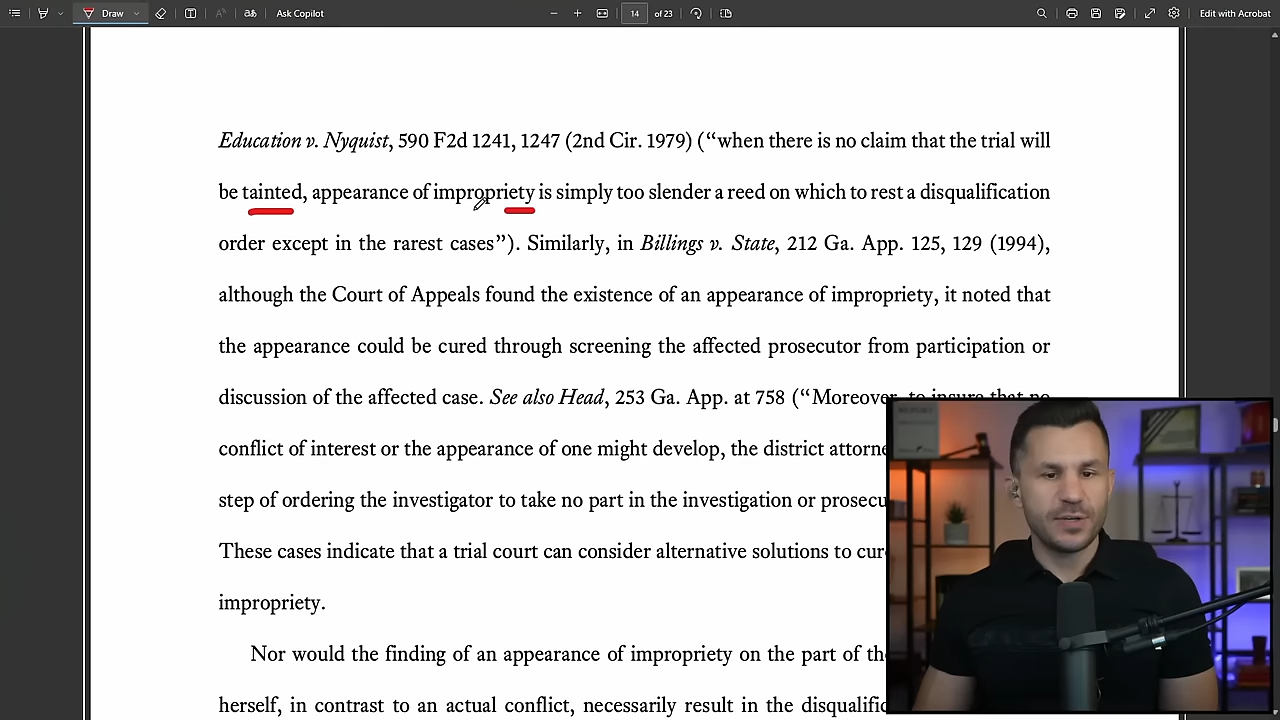 Draw
Ask Copilot
14 of 23
Edit with Acrobat
Education v. Nyquist, 590 F2d 1241, 1247 (2nd Cir. 1979) (“when there is no claim that the trial will
be tainted, appearance of impropriety is simply too slender a reed on which to rest a disqualification
order except in the rarest cases”). Similarly, in Billings v. State, 212 Ga. App. 125, 129 (1994),
although the Court of Appeals found the existence of an appearance of impropriety, it noted that
the appearance could be cured through screening the affected prosecutor from participation or
discussion of the affected case. See also Head, 253 Ga. App. at 758 (“Moreover, to insure that no
conflict of interest or the appearance of one might develop, the district attorne
step of ordering the investigator to take no part in the investigation or prosecu
These cases indicate that a trial court can consider alternative solutions to cur
impropriety.
Nor would the finding of an appearance of impropriety on the part of the
herself, in contrast to an actual conflict, necessarily result in the disqualific